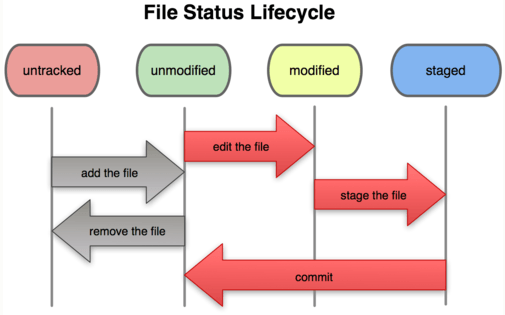 File Status Lifecycle
untracked
unmodified
modified
staged
edit the file
add the file
stage the file
remove the file
commit